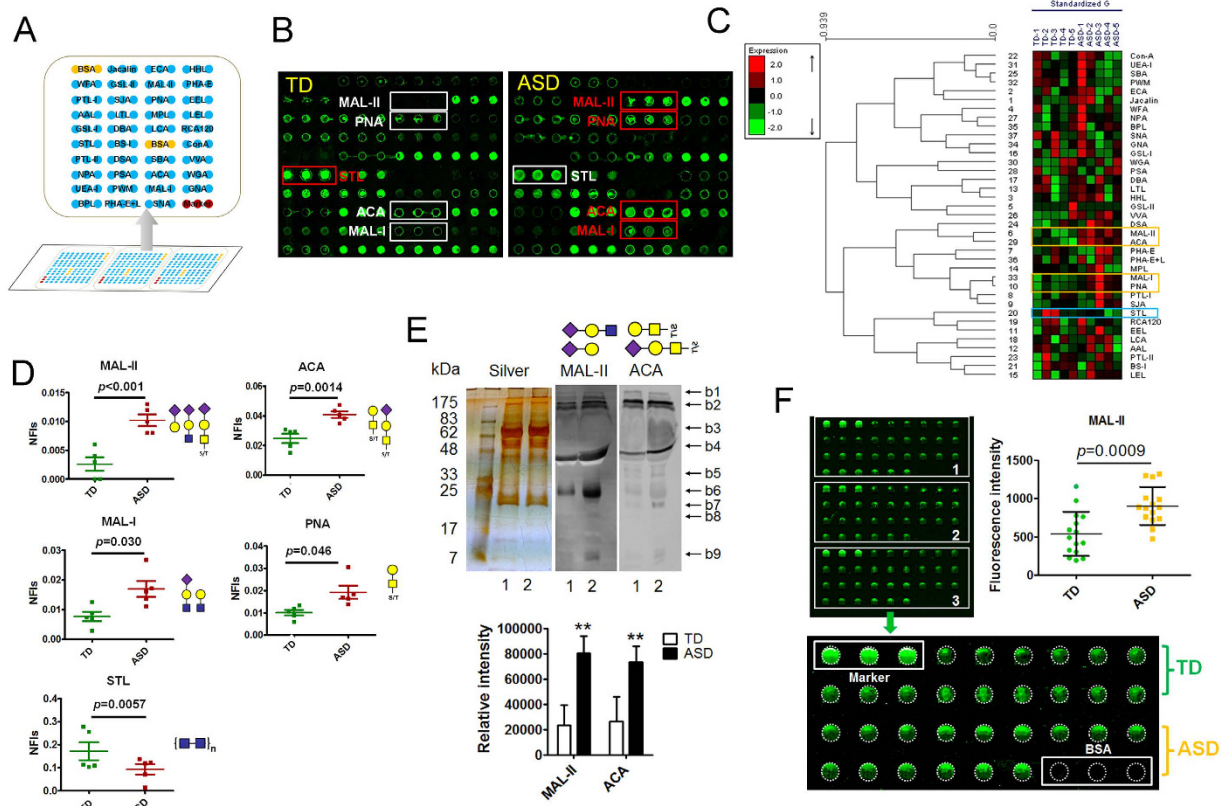 A
BSA Jacalin ECA HHL
WFA GSL-II MAL-II PHA-E
PTL-I SJA PNA EEL
AAL LTL MPL LEL
GSL-I DBA LCA RCA120
STL BS-I BSA ConA
PTL-II DSA SBA VVA
NPA PSA ACA WGA
UEA-I PWM MAL-I GNA
BPL PHA-E+L SNA Marker
B
TD
MAL-II
PNA
STL
ACA
MAL-I
ASD
MAL-II
PNA
STL
ACA
MAL-I
C
-0.939
0.0
Expression
2.0
1.0
0.0
-1.0
-2.0
Standardized G
TD-1 TD-2 TD-3 TD-4 TD-5 ASD-1 ASD-2 ASD-3 ASD-4 ASD-5
22 Con-A
31 UEA-I
25 SBA
32 PWM
2 ECA
1 Jacalin
4 WFA
27 NPA
35 BPL
37 SNA
34 GNA
16 GSL-I
30 WGA
28 PSA
17 DBA
13 LTL
3 HHL
5 GSL-II
26 VVA
24 DSA
6 MAL-II
29 ACA
7 PHA-E
36 PHA-E+L
14 MPL
33 MAL-I
10 PNA
8 PTL-I
9 SJA
20 STL
19 RCA120
11 EEL
18 LCA
12 AAL
23 PTL-II
21 BS-I
15 LEL
D
MAL-II
p<0.001
NFIs
0.015
0.010
0.005
0.000
TD
ASD
S/T
ACA
p=0.0014
NFIs
0.06
0.04
0.02
0.00
TD
ASD
S/T
S/T
MAL-I
p=0.030
NFIs
0.03
0.02
0.01
0.00
TD
ASD
PNA
p=0.046
NFIs
0.04
0.03
0.02
0.01
0.00
TD
ASD
S/T
STL
p=0.0057
NFIs
0.4
0.3
0.2
0.1
0.0
TD
ASD
n
E
S/T
S/T
kDa Silver MAL-II ACA
175
83
62
48
33
25
17
7
b1
b2
b3
b4
b5
b6
b7
b8
b9
1 2 1 2 1 2
Relative intensity
100000
80000
60000
40000
20000
0
** **
TD
ASD
MAL-II
ACA
F
1
2
3
MAL-II
p=0.0009
Fluorescence intensity
1500
1000
500
0
TD
ASD
Marker
BSA
TD
ASD